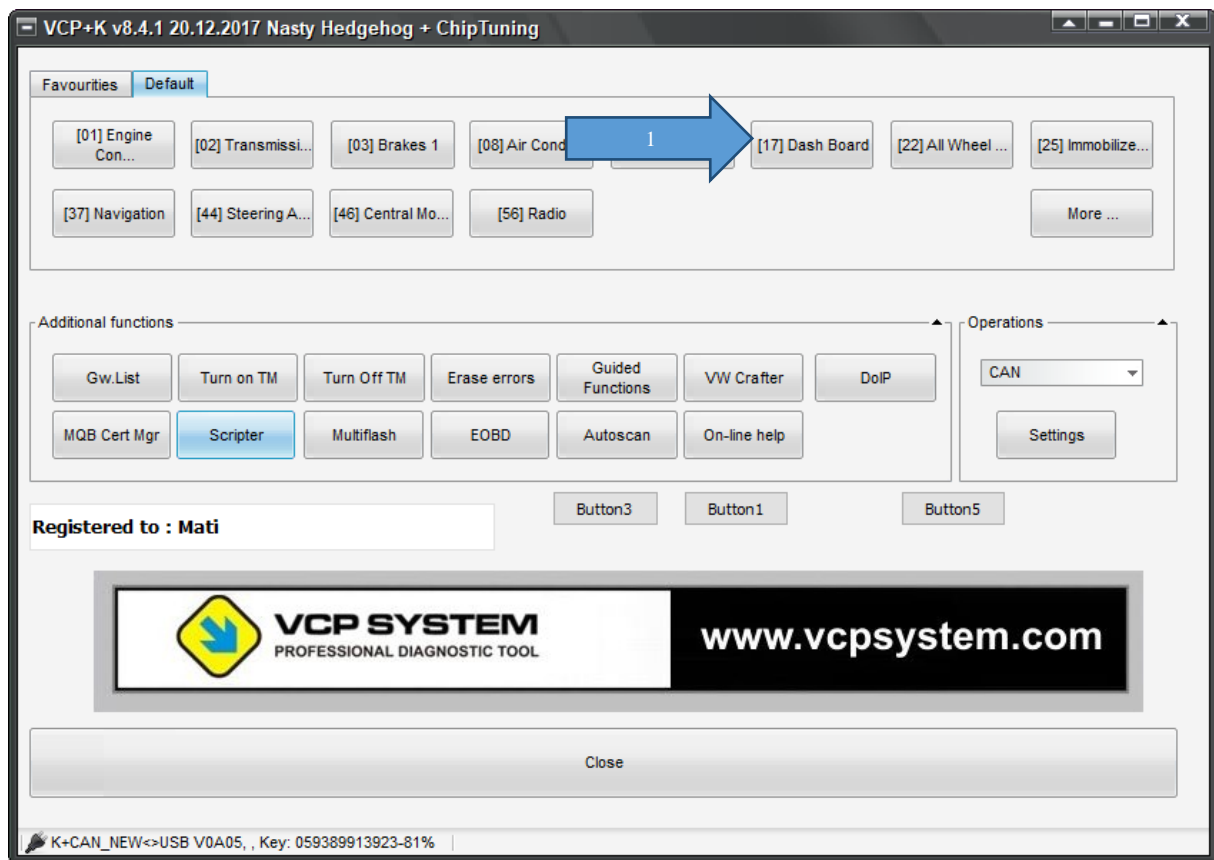 VCP+K v8.4.1 20.12.2017 Nasty Hedgehog + ChipTuning
Favourities Default
[01] Engine Con... [02] Transmissi... [03] Brakes 1 [08] Air Cond 1 [17] Dash Board [22] All Wheel ... [25] Immobilize...
[37] Navigation [44] Steering A... [46] Central Mo... [56] Radio More ...
Additional functions Operations
Gw.List Turn on TM Turn Off TM Erase errors Guided Functions VW Crafter DoIP CAN
MQB Cert Mgr Scripter Multiflash EOBD Autoscan On-line help Settings
Button3 Button1 Button5
Registered to : Mati
VCP SYSTEM
PROFESSIONAL DIAGNOSTIC TOOL
www.vcpsystem.com
Close
K+CAN_NEW<>USB V0A05, , Key: 059389913923-81%